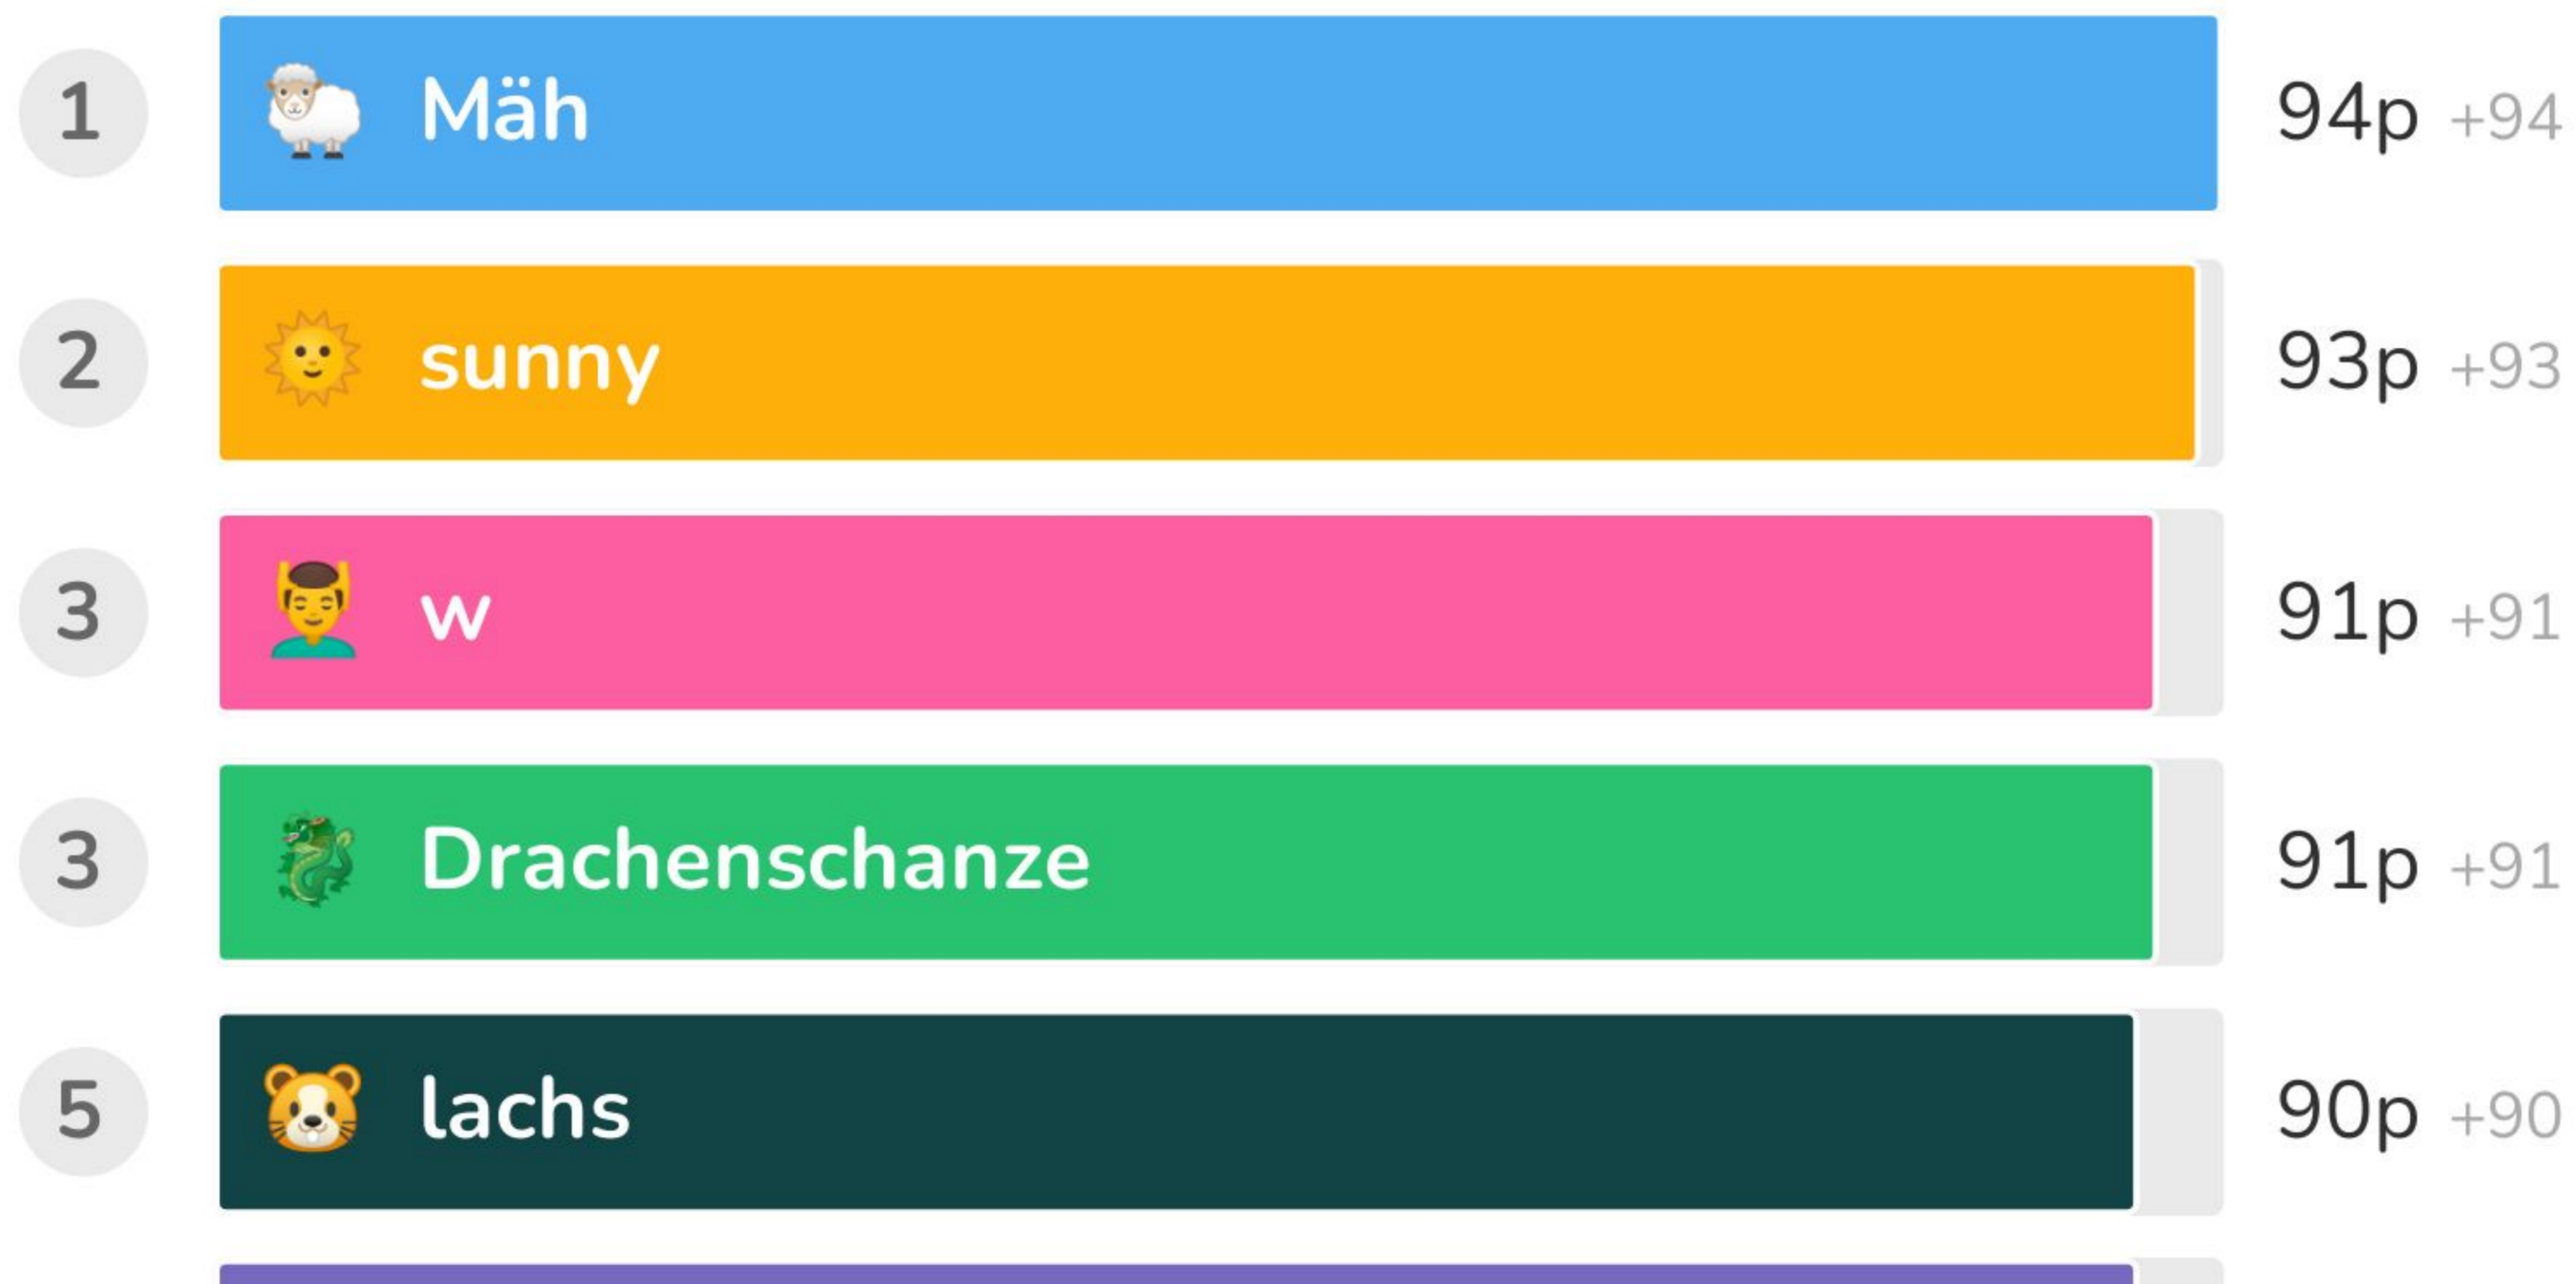 1 Mäh 94p +94
2 sunny 93p +93
3 w 91p +91
3 Drachenschanze 91p +91
5 lachs 90p +90